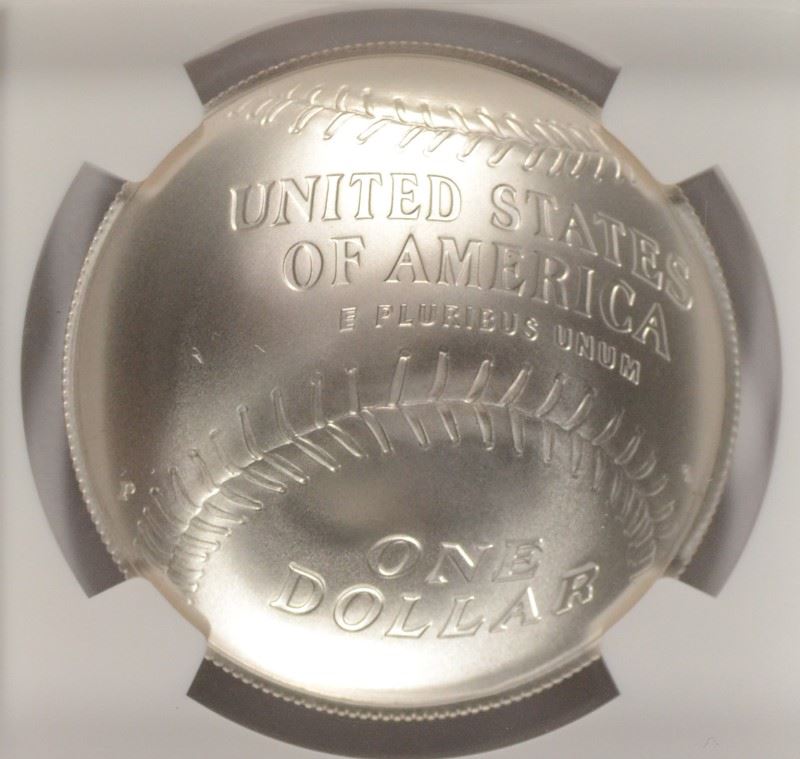 UNITED STATES
OF AMERICA
E PLURIBUS UNUM
P
ONE
DOLLAR